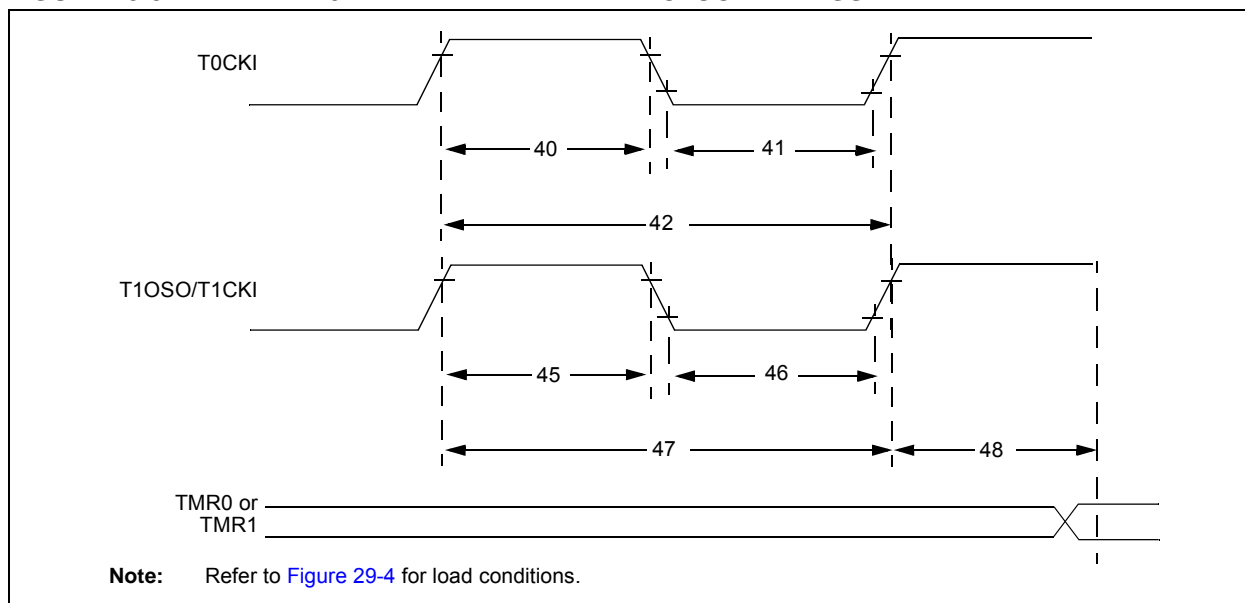 T0CKI
40
41
42
T1OSO/T1CKI
45
46
47
48
TMR0 or
TMR1
Note: Refer to Figure 29-4 for load conditions.